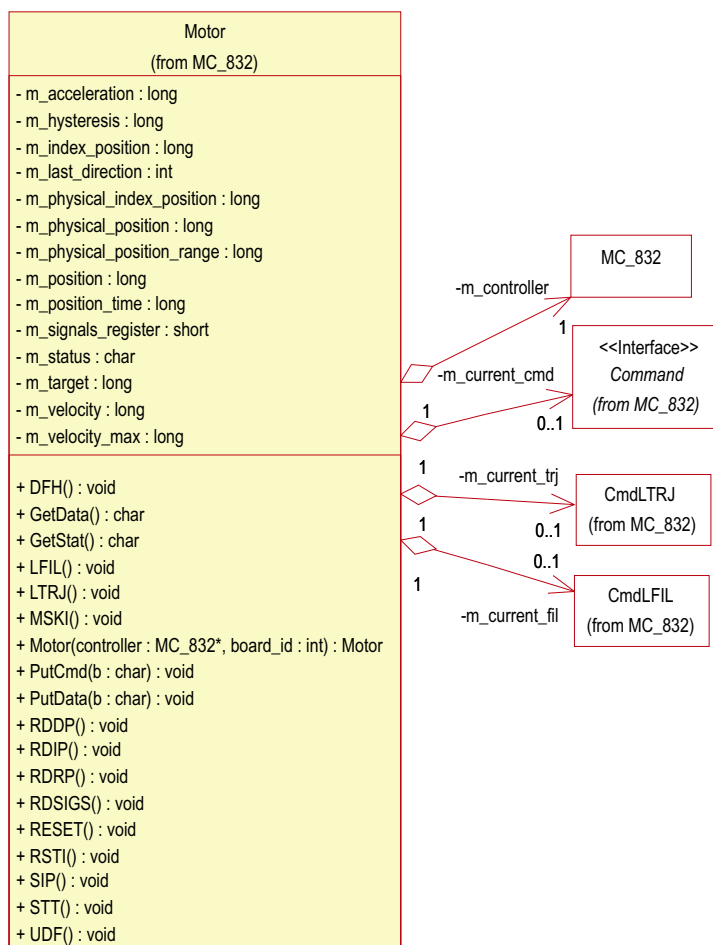 Motor
(from MC_832)
- m_acceleration : long
- m_hysteresis : long
- m_index_position : long
- m_last_direction : int
- m_physical_index_position : long
- m_physical_position : long
- m_physical_position_range : long
- m_position : long
- m_position_time : long
- m_signals_register : short
- m_status : char
- m_target : long
- m_velocity : long
- m_velocity_max : long
+ DFH() : void
+ GetData() : char
+ GetStat() : char
+ LFIL() : void
+ LTRJ() : void
+ MSKI() : void
+ Motor(controller : MC_832*, board_id : int) : Motor
+ PutCmd(b : char) : void
+ PutData(b : char) : void
+ RDDP() : void
+ RDIP() : void
+ RDRP() : void
+ RDSIGS() : void
+ RESET() : void
+ RSTI() : void
+ SIP() : void
+ STT() : void
+ UDF() : void
-m_controller
1
MC_832
1
-m_current_cmd
0..1
<<Interface>>
Command
(from MC_832)
1
-m_current_trj
0..1
CmdLTRJ
(from MC_832)
1
-m_current_fil
0..1
CmdLFIL
(from MC_832)
1